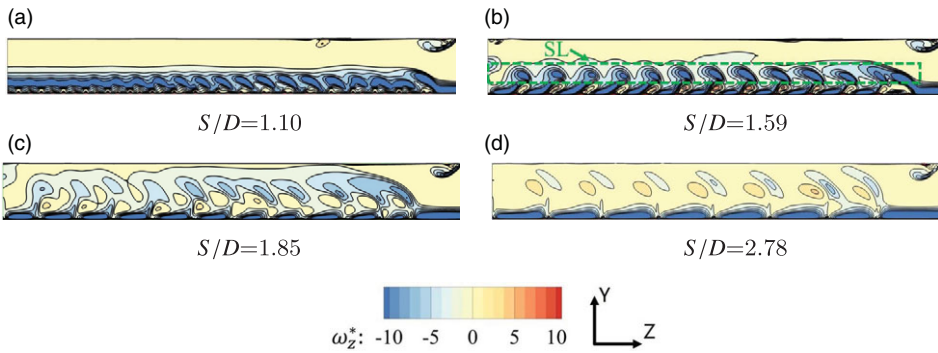 (a)
(b)
SL
S/D=1.10
S/D=1.59
(c)
(d)
S/D=1.85
S/D=2.78
ω*z: -10 -5 0 5 10
Y
Z